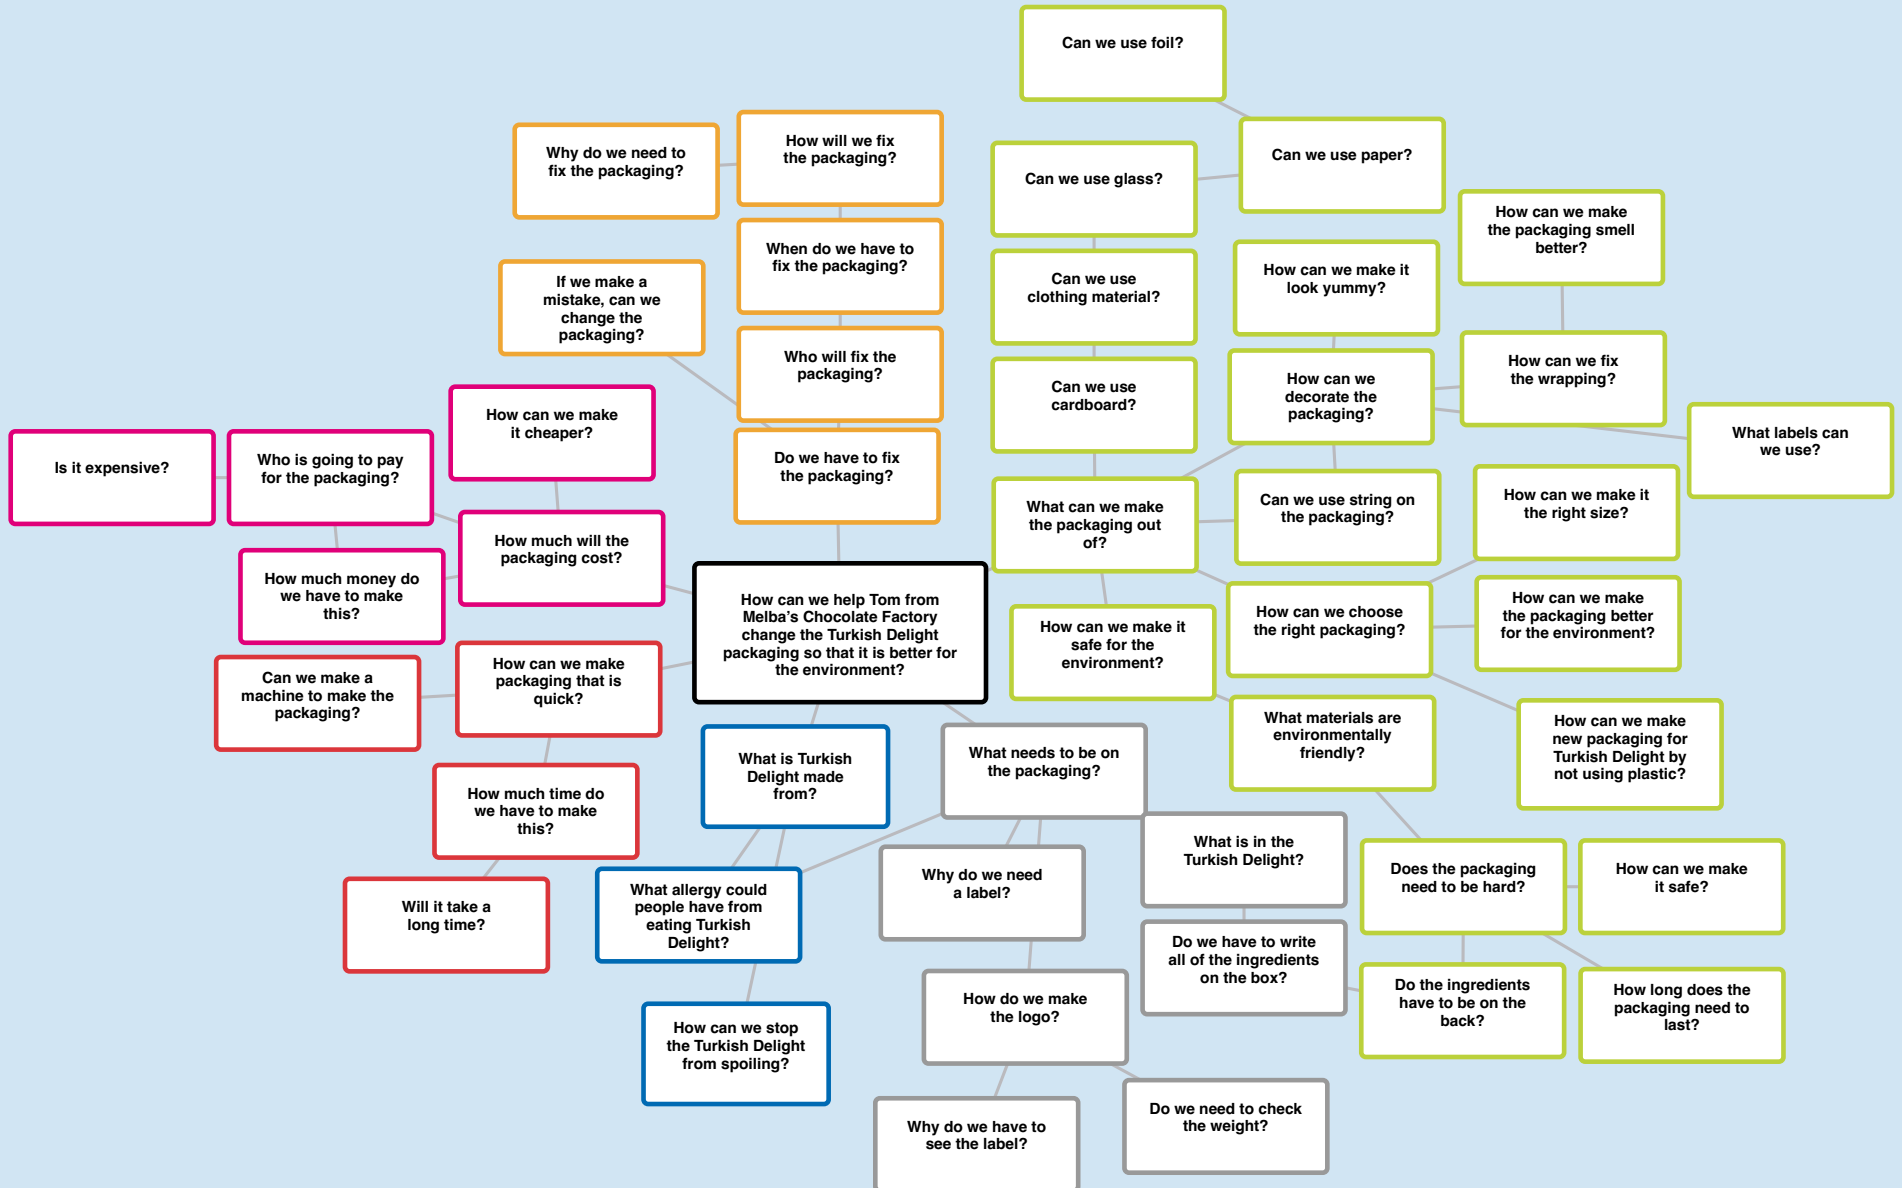 Can we use foil?
Why do we need to
fix the packaging?
How will we fix
the packaging?
Can we use glass?
Can we use paper?
How can we make
the packaging smell
better?
When do we have to
fix the packaging?
If we make a
mistake, can we
change the
packaging?
Can we use
clothing material?
How can we make it
look yummy?
Who will fix the
packaging?
Can we use
cardboard?
How can we
decorate the
packaging?
How can we fix
the wrapping?
What labels can
we use?
How can we make
it cheaper?
Is it expensive?
Who is going to pay
for the packaging?
Do we have to fix
the packaging?
What can we make
the packaging out
of?
Can we use string on
the packaging?
How can we make it
the right size?
How much will the
packaging cost?
How much money do
we have to make
this?
How can we help Tom from
Melba's Chocolate Factory
change the Turkish Delight
packaging so that it is better for
the environment?
How can we make it
safe for the
environment?
How can we choose
the right packaging?
How can we make
the packaging better
for the environment?
Can we make a
machine to make the
packaging?
How can we make
packaging that is
quick?
What is Turkish
Delight made
from?
What needs to be on
the packaging?
What materials are
environmentally
friendly?
How can we make
new packaging for
Turkish Delight by
not using plastic?
How much time do
we have to make
this?
What allergy could
people have from
eating Turkish
Delight?
Why do we need
a label?
What is in the
Turkish Delight?
Does the packaging
need to be hard?
How can we make
it safe?
Will it take a
long time?
Do we have to write
all of the ingredients
on the box?
Do the ingredients
have to be on the
back?
How long does the
packaging need to
last?
How can we stop
the Turkish Delight
from spoiling?
How do we make
the logo?
Why do we have to
see the label?
Do we need to check
the weight?